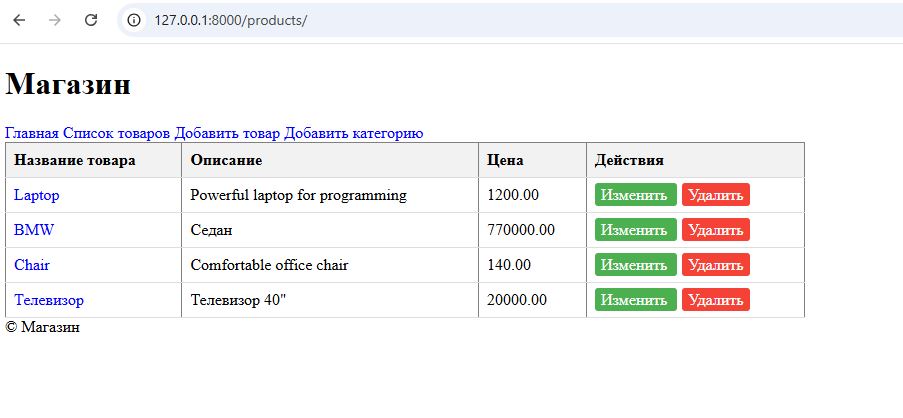 127.0.0.1:8000/products/
Магазин
Главная Список товаров Добавить товар Добавить категорию
Название товара Описание Цена Действия
Laptop Powerful laptop for programming 1200.00 Изменить Удалить
BMW Седан 770000.00 Изменить Удалить
Chair Comfortable office chair 140.00 Изменить Удалить
Телевизор Телевизор 40" 20000.00 Изменить Удалить
© Магазин